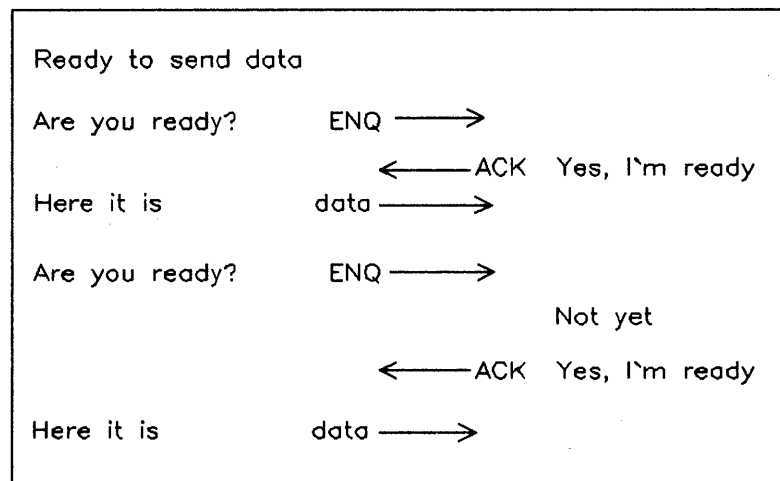 Ready to send data
Are you ready? ENQ
ACK Yes, I`m ready
Here it is data
Are you ready? ENQ
Not yet
ACK Yes, I`m ready
Here it is data